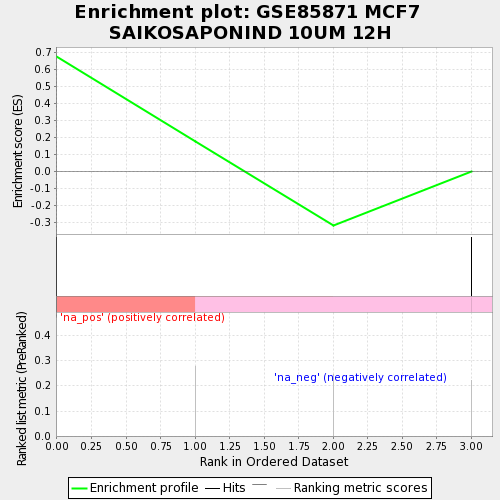 Enrichment plot: GSE85871 MCF7
SAIKOSAPONIND 10UM 12H
Enrichment score (ES)
0.7
0.6
0.5
0.4
0.3
0.2
0.1
0.0
-0.1
-0.2
-0.3
'na_pos' (positively correlated)
'na_neg' (negatively correlated)
Ranked list metric (PreRanked)
0.4
0.3
0.2
0.1
0.0
0.00 0.25 0.50 0.75 1.00 1.25 1.50 1.75 2.00 2.25 2.50 2.75 3.00
Rank in Ordered Dataset
Enrichment profile Hits Ranking metric scores